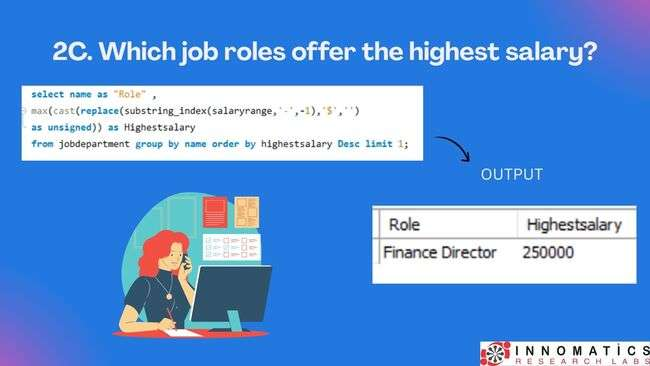 2C. Which job roles offer the highest salary?
select name as "Role" ,
max(cast(replace(substring_index(salaryrange,'-',-1),'$','')
as unsigned)) as Highestsalary
from jobdepartment group by name order by highestsalary Desc limit 1;
OUTPUT
Role Highestsalary
Finance Director 250000
INNOMATICS
RESEARCH LABS